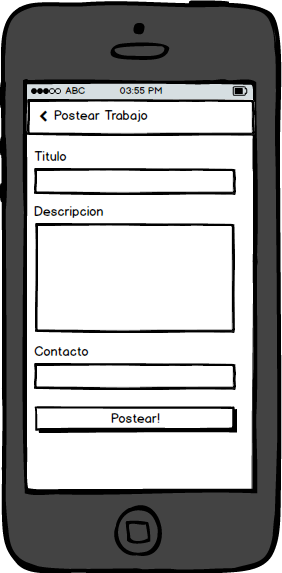 ABC 03:55 PM
Postear Trabajo
Titulo
Descripcion
Contacto
Postear!